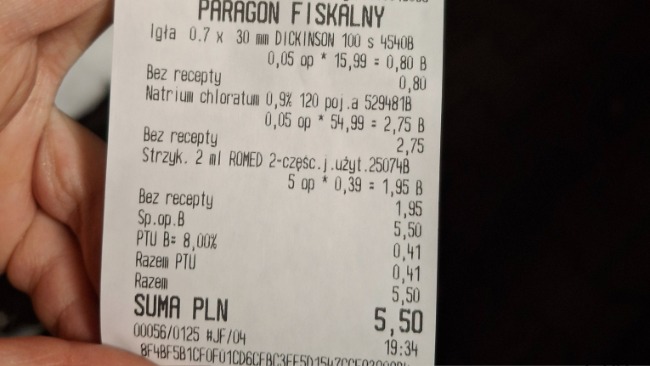 PARAGON FISKALNY
Igła 0.7 x 30 mm DICKINSON 100 s 4540B
0,05 op * 15,99 = 0,80 B
Bez recepty 0,80
Natrium chloratum 0,9% 120 poj.a 529481B
0,05 op * 54,99 = 2,75 B
Bez recepty 2,75
Strzyk. 2 ml ROMED 2-częśc.j.użyt.25074B
5 op * 0,39 = 1,95 B
Bez recepty 1,95
Sp.op.B 5,50
PTU B= 8,00% 0,41
Razem PTU 0,41
Razem 5,50
SUMA PLN 5,50
00056/0125 #JF/04 19:34